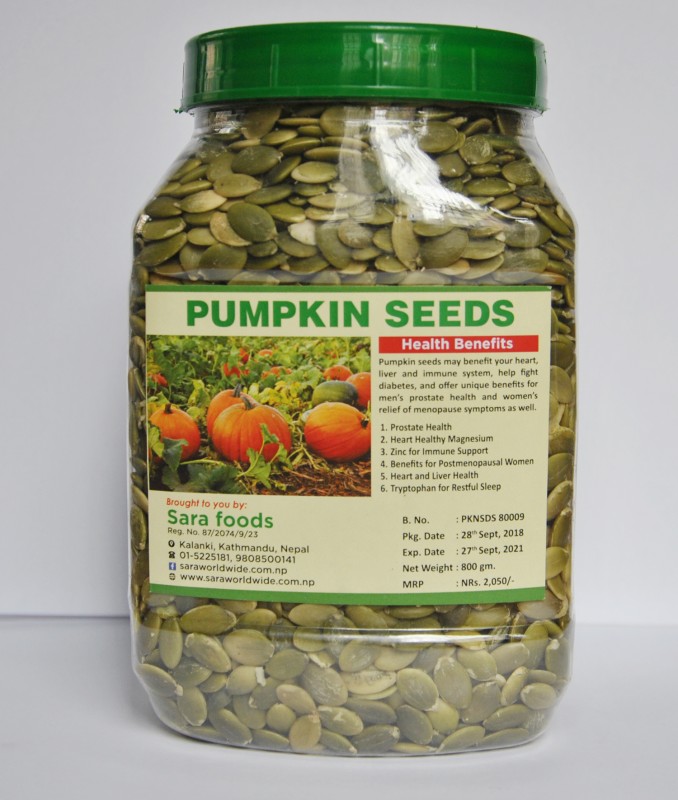 PUMPKIN SEEDS
Health Benefits
Pumpkin seeds may benefit your heart,
liver and immune system, help fight
diabetes, and offer unique benefits for
men's prostate health and women's
relief of menopause symptoms as well.
1. Prostate Health
2. Heart Healthy Magnesium
3. Zinc for Immune Support
4. Benefits for Postmenopausal Women
5. Heart and Liver Health
6. Tryptophan for Restful Sleep
Brought to you by:
Sara foods
Reg. No. 87/2074/9/23
Kalanki, Kathmandu, Nepal
01-5225181, 9808500141
saraworldwide.com.np
www.saraworldwide.com.np
B. No. : PKNSDS 80009
Pkg. Date : 28th Sept, 2018
Exp. Date : 27th Sept, 2021
Net Weight : 800 gm.
MRP : NRs. 2,050/-